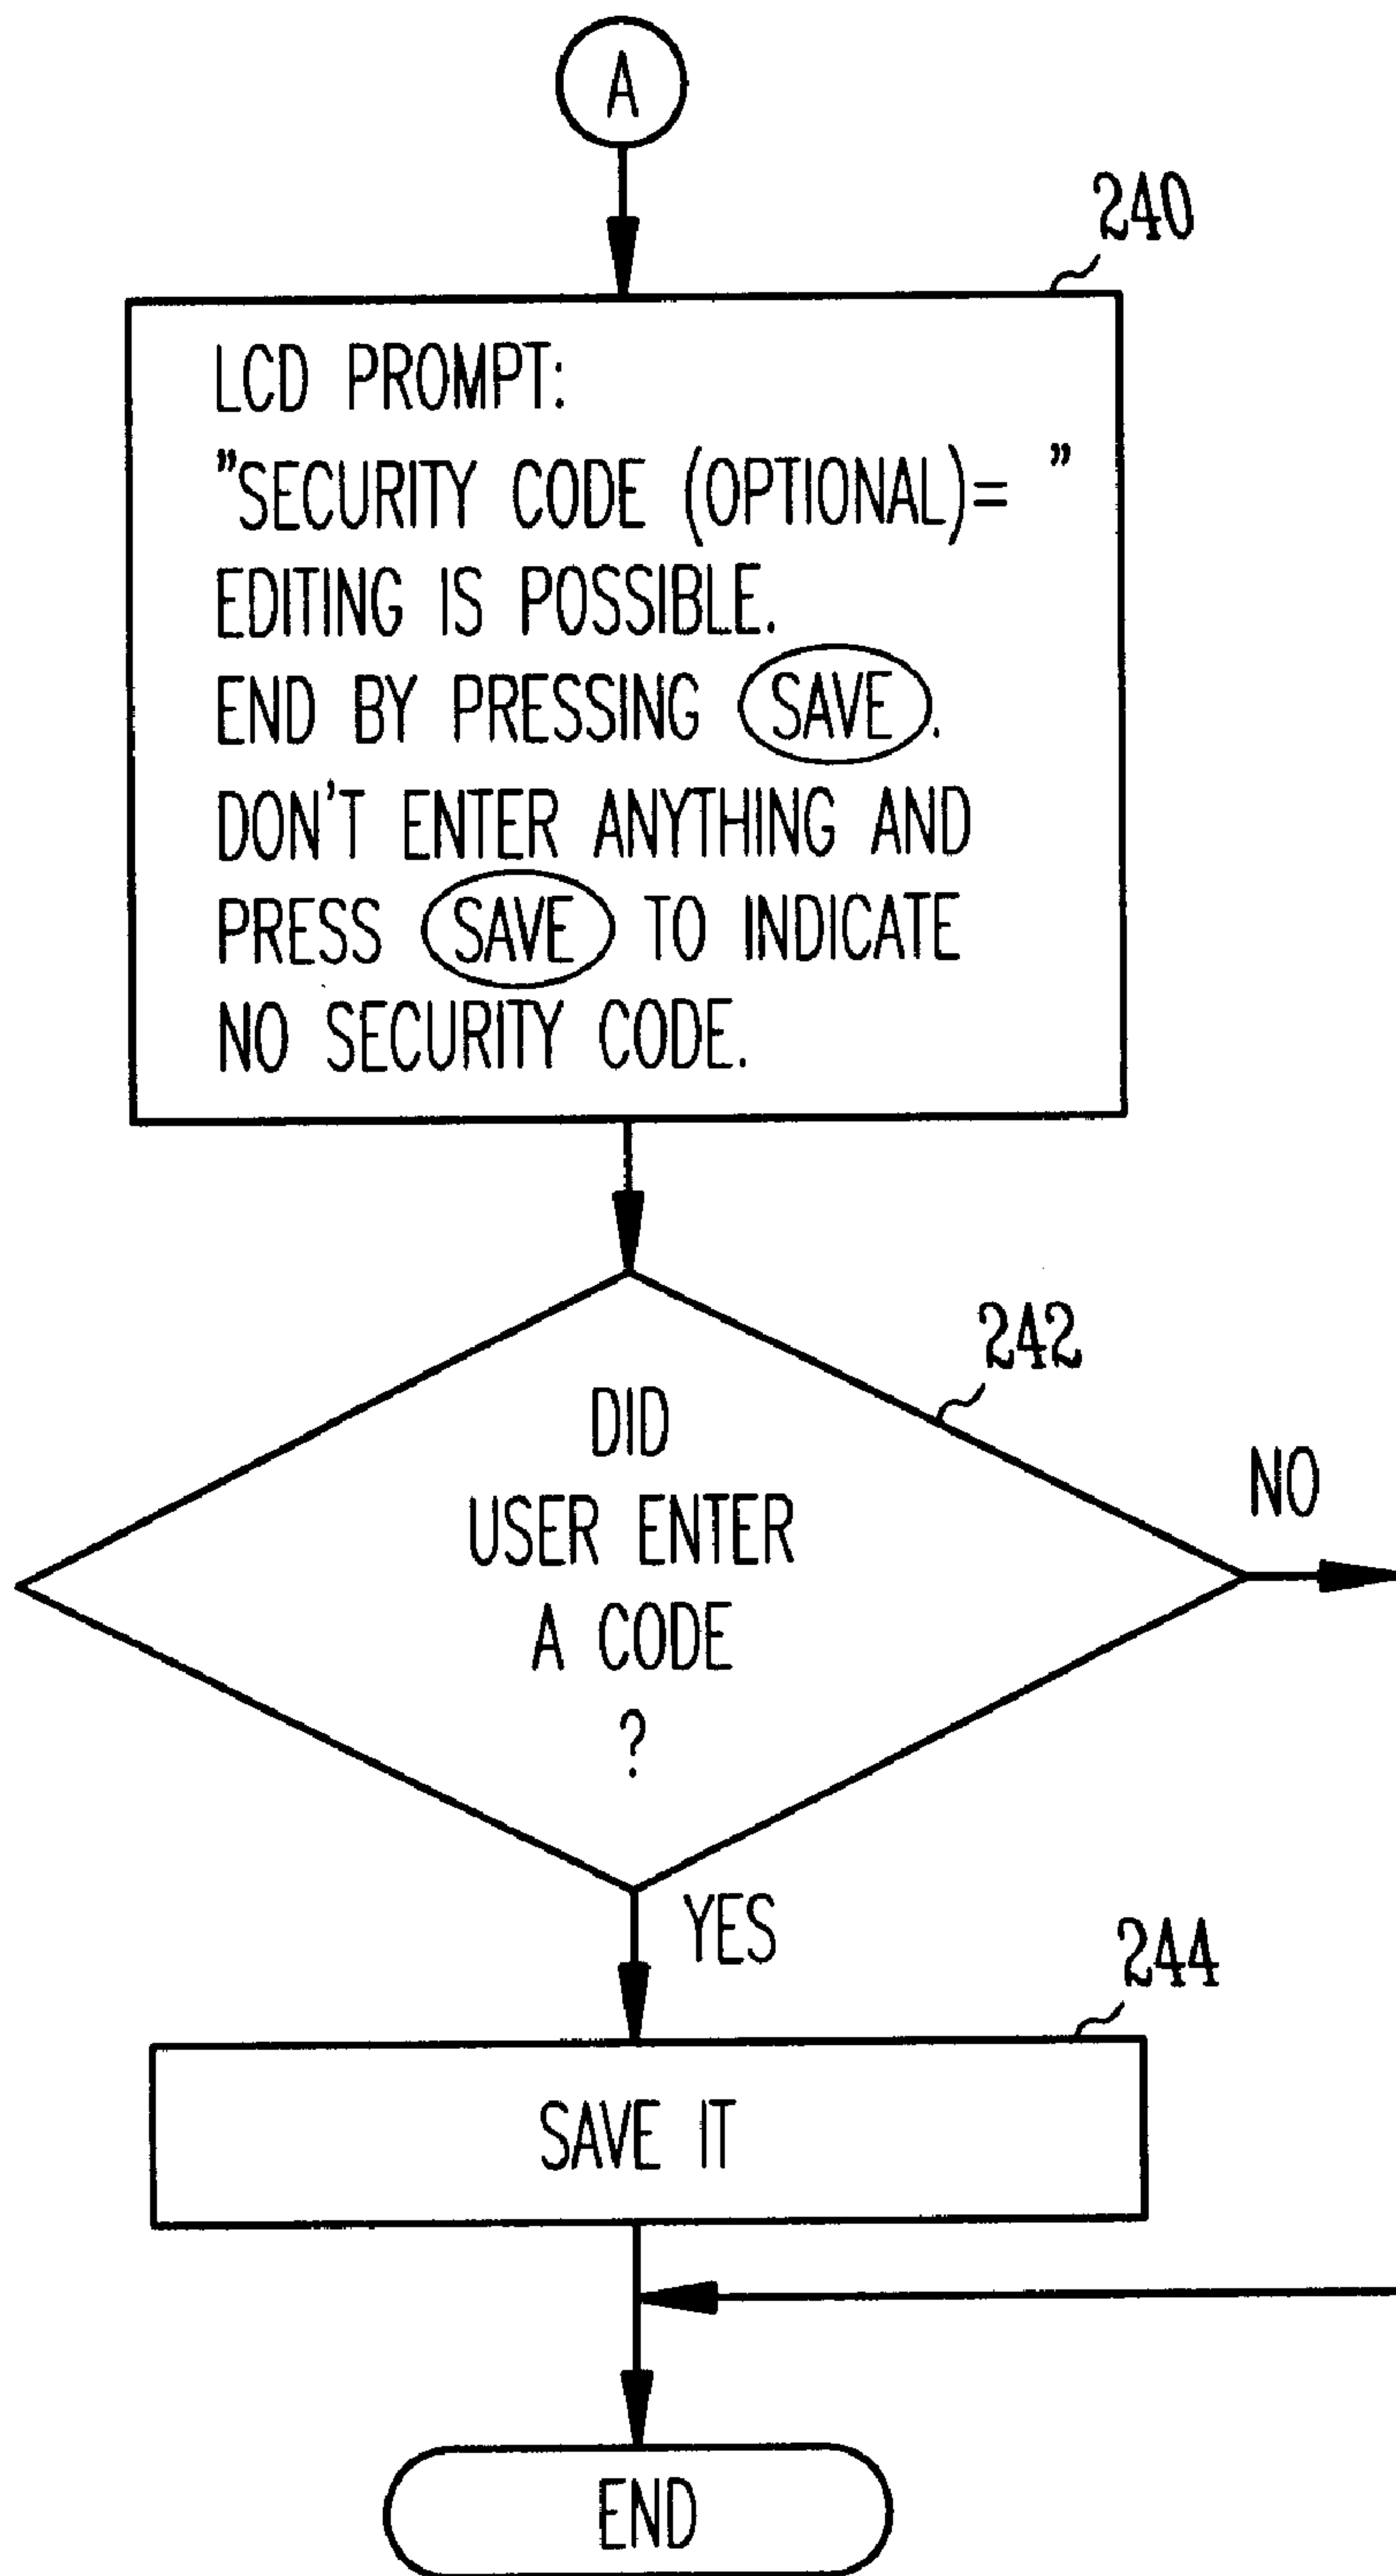 A
240
LCD PROMPT:
"SECURITY CODE (OPTIONAL)= "
EDITING IS POSSIBLE.
END BY PRESSING SAVE.
DON'T ENTER ANYTHING AND
PRESS SAVE TO INDICATE
NO SECURITY CODE.
242
DID
USER ENTER
A CODE
?
NO
YES
244
SAVE IT
END